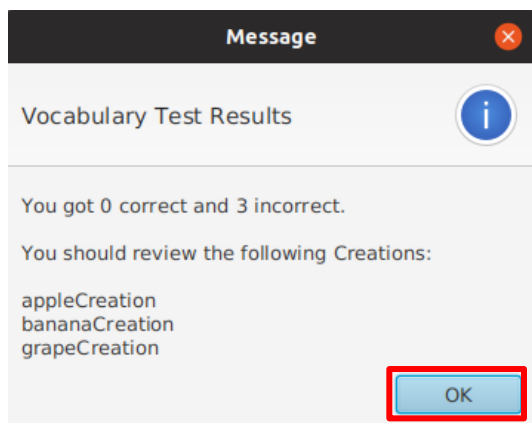 Message
Vocabulary Test Results
You got 0 correct and 3 incorrect.
You should review the following Creations:
appleCreation
bananaCreation
grapeCreation
OK